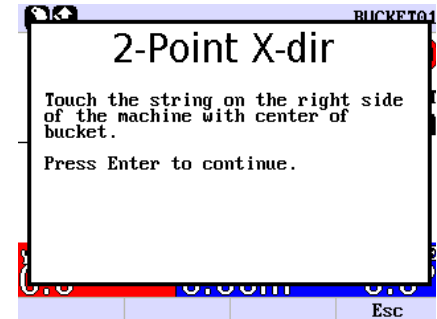 BUCKET01
2-Point X-dir
Touch the string on the right side
of the machine with center of
bucket.
Press Enter to continue.
Esc